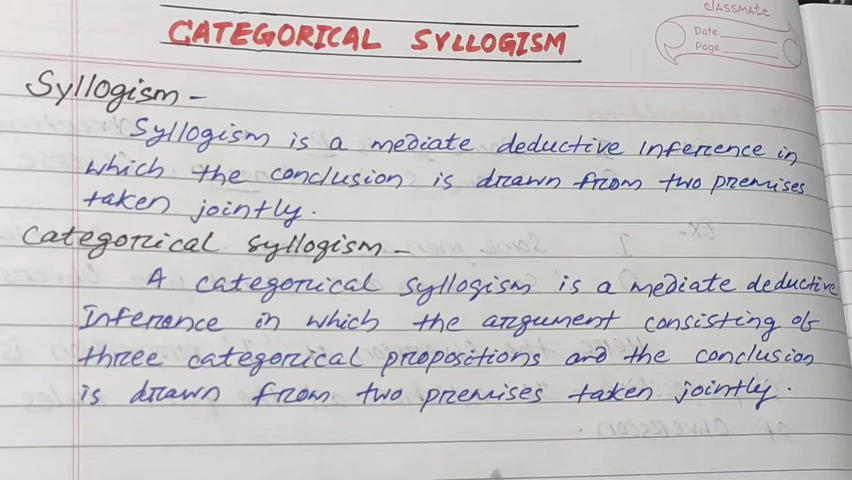 CLASSMATE
Date
Page
CATEGORICAL SYLLOGISM
Syllogism -
Syllogism is a mediate deductive Inference in
which the conclusion is drawn from two premises
taken jointly.
Categorical syllogism -
A categorical syllogism is a mediate deductive
Inference in which the argument consisting of
three categorical propositions and the conclusion
is drawn from two premises taken jointly.